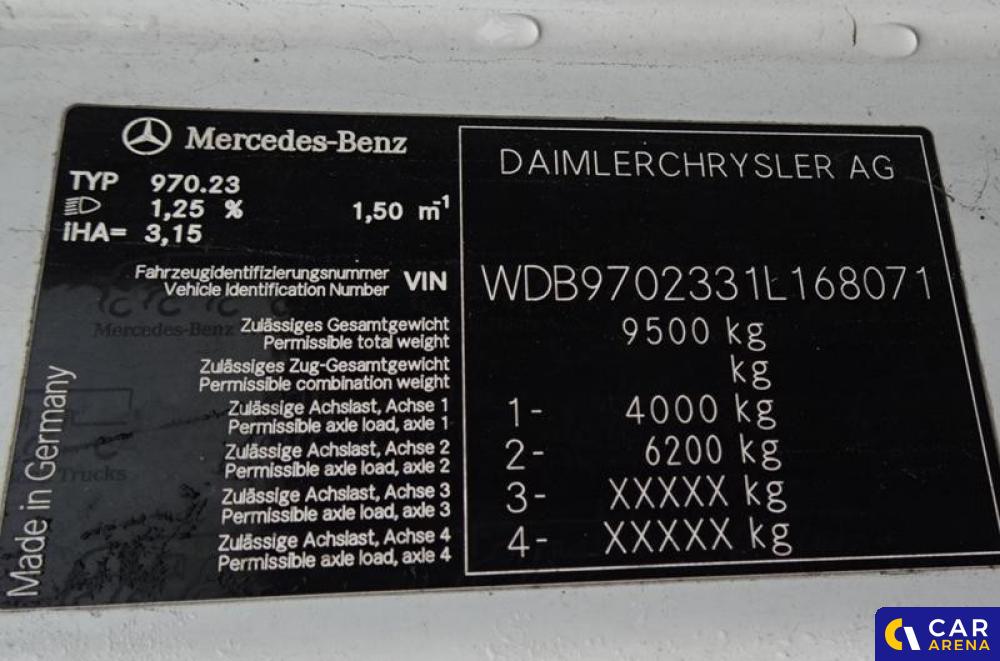 Mercedes-Benz
TYP 970.23
1,25 % 1,50 m⁻¹
iHA= 3,15
DAIMLERCHRYSLER AG
Fahrzeugidentifizierungsnummer
Vehicle Identification Number
VIN WDB9702331L168071
Mercedes-Benz
Zulässiges Gesamtgewicht
Permissible total weight
9500 kg
Zulässiges Zug-Gesamtgewicht
Permissible combination weight
kg
Zulässige Achslast, Achse 1
Permissible axle load, axle 1
1- 4000 kg
Zulässige Achslast, Achse 2
Permissible axle load, axle 2
2- 6200 kg
Trucks
Zulässige Achslast, Achse 3
Permissible axle load, axle 3
3- XXXXX kg
Zulässige Achslast, Achse 4
Permissible axle load, axle 4
4- XXXXX kg
Made in Germany
CAR
ARENA